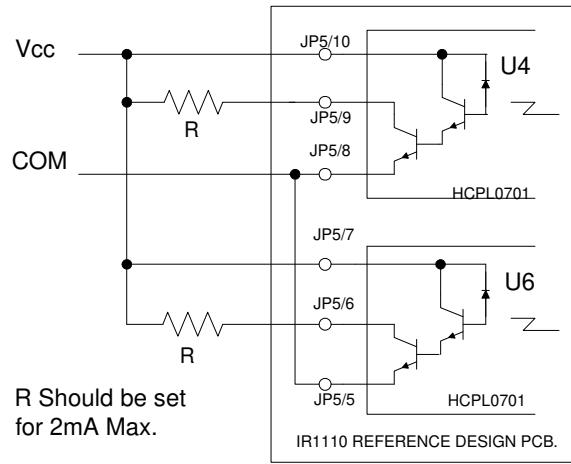 Vcc
JP5/10
U4
JP5/9
R
JP5/8
COM
HCPL0701
JP5/7
U6
JP5/6
R
JP5/5
HCPL0701
R Should be set
for 2mA Max.
IR1110 REFERENCE DESIGN PCB.